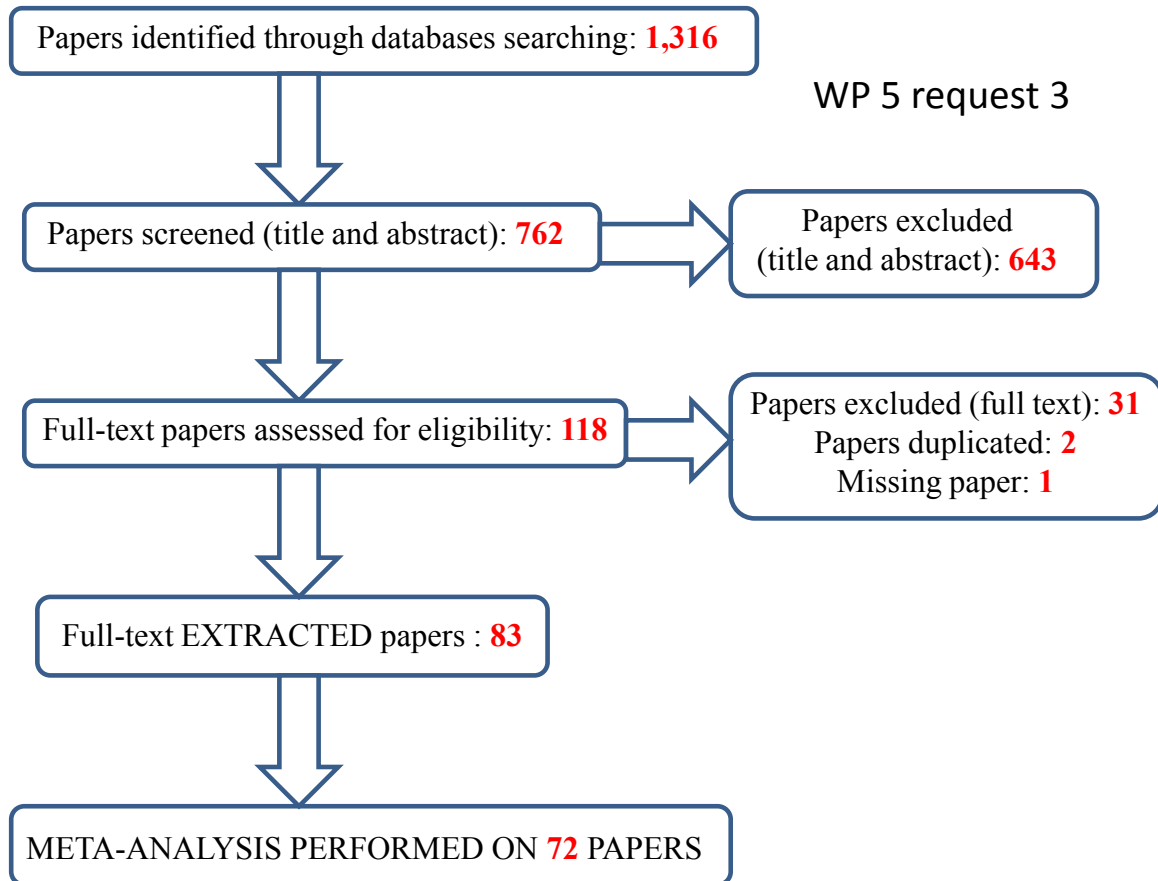 Papers identified through databases searching: 1,316
WP 5 request 3
Papers screened (title and abstract): 762
Papers excluded
(title and abstract): 643
Full-text papers assessed for eligibility: 118
Papers excluded (full text): 31
Papers duplicated: 2
Missing paper: 1
Full-text EXTRACTED papers : 83
META-ANALYSIS PERFORMED ON 72 PAPERS